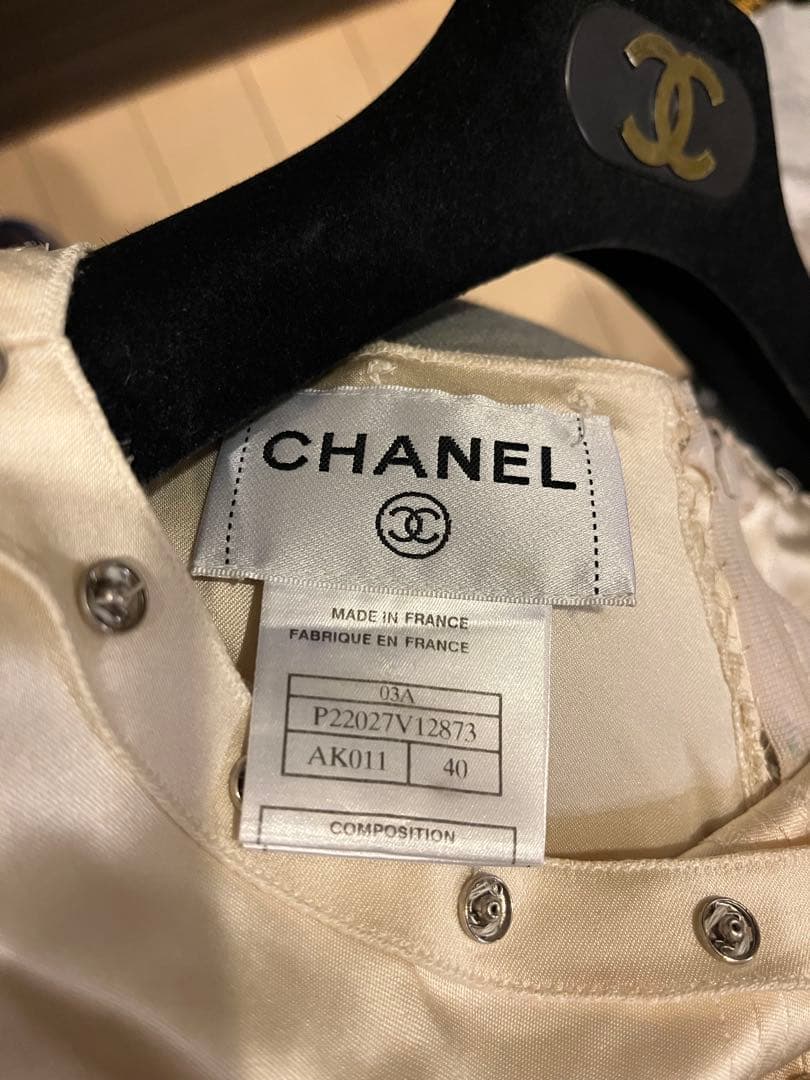 CHANEL
MADE IN FRANCE
FABRIQUE EN FRANCE
03A
P22027V12873
AK011 40
COMPOSITION